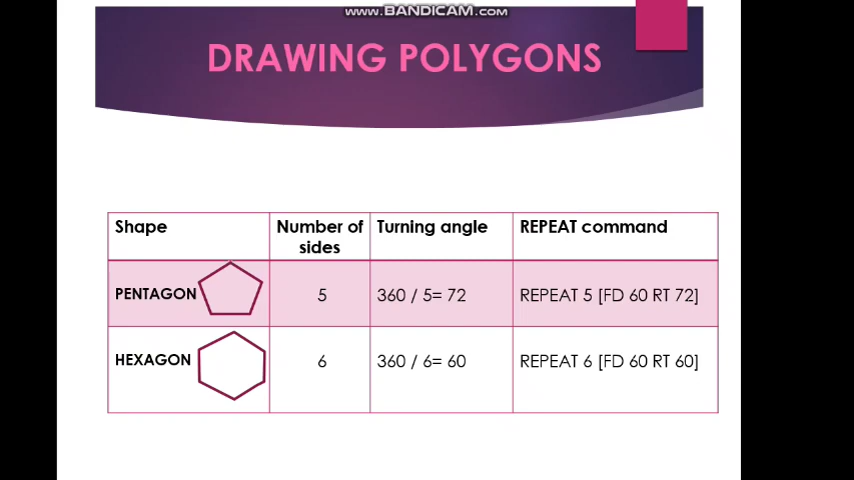 www.BANDICAM.com
DRAWING POLYGONS
Shape
Number of
sides
Turning angle
REPEAT command
PENTAGON
5
360 / 5= 72
REPEAT 5 [FD 60 RT 72]
HEXAGON
6
360 / 6= 60
REPEAT 6 [FD 60 RT 60]